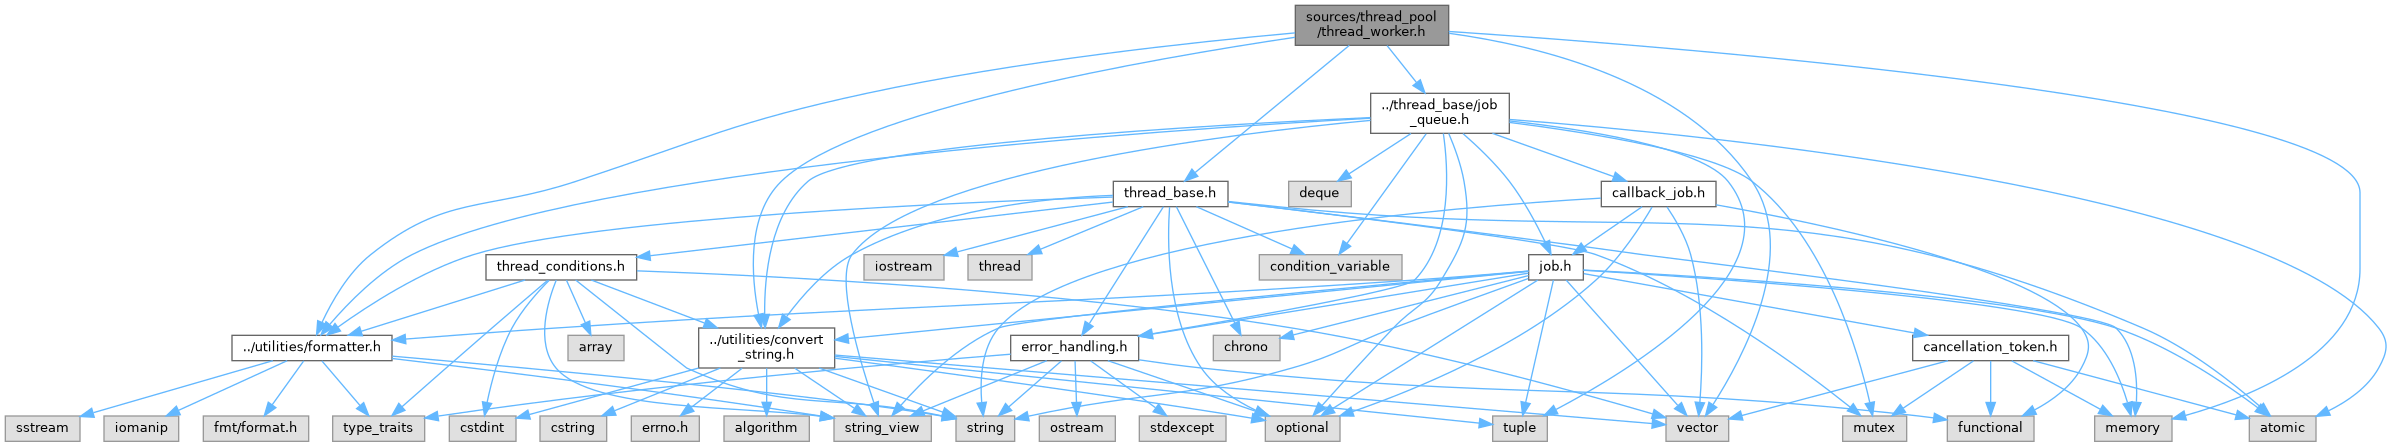 sources/thread_pool
/thread_worker.h
../thread_base/job
_queue.h
thread_base.h
deque
callback_job.h
thread_conditions.h
iostream
thread
condition_variable
job.h
../utilities/formatter.h
array
../utilities/convert
_string.h
error_handling.h
chrono
cancellation_token.h
sstream
iomanip
fmt/format.h
type_traits
cstdint
cstring
errno.h
algorithm
string_view
string
ostream
stdexcept
optional
tuple
vector
mutex
functional
memory
atomic